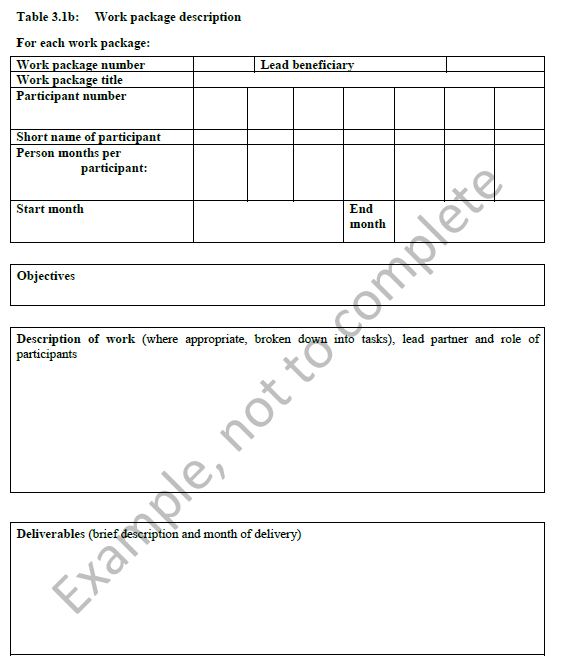 Table 3.1b: Work package description
For each work package:
Work package number Lead beneficiary
Work package title
Participant number
Short name of participant
Person months per
participant:
Start month End
month
Objectives
Description of work (where appropriate, broken down into tasks), lead partner and role of
participants
Deliverables (brief description and month of delivery)
Example, not to complete